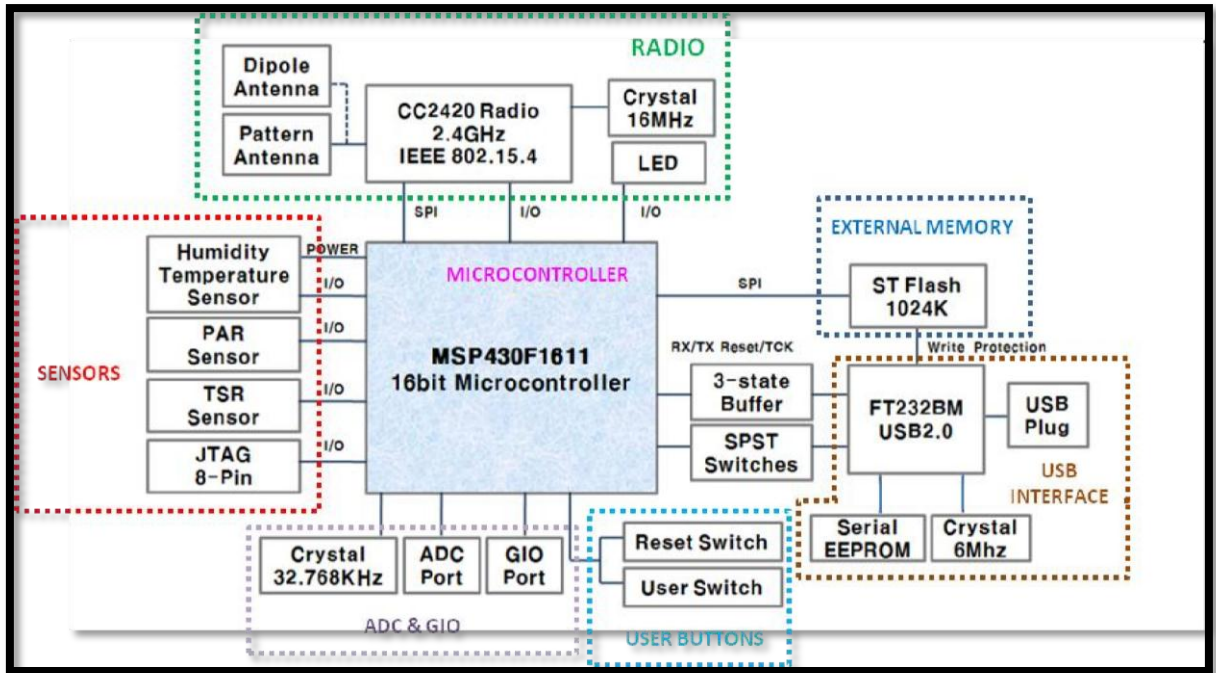 RADIO
Dipole
Antenna
Pattern
Antenna
CC2420 Radio
2.4GHz
IEEE 802.15.4
Crystal
16MHz
LED
SPI
I/O
I/O
SENSORS
Humidity
Temperature
Sensor
POWER
I/O
PAR
Sensor
I/O
TSR
Sensor
I/O
JTAG
8-Pin
I/O
MICROCONTROLLER
MSP430F1611
16bit Microcontroller
EXTERNAL MEMORY
SPI
ST Flash
1024K
Write Protection
RX/TX Reset/TCK
3-state
Buffer
SPST
Switches
FT232BM
USB2.0
USB
Plug
USB
INTERFACE
Serial
EEPROM
Crystal
6Mhz
Crystal
32.768KHz
ADC
Port
GIO
Port
ADC & GIO
Reset Switch
User Switch
USER BUTTONS